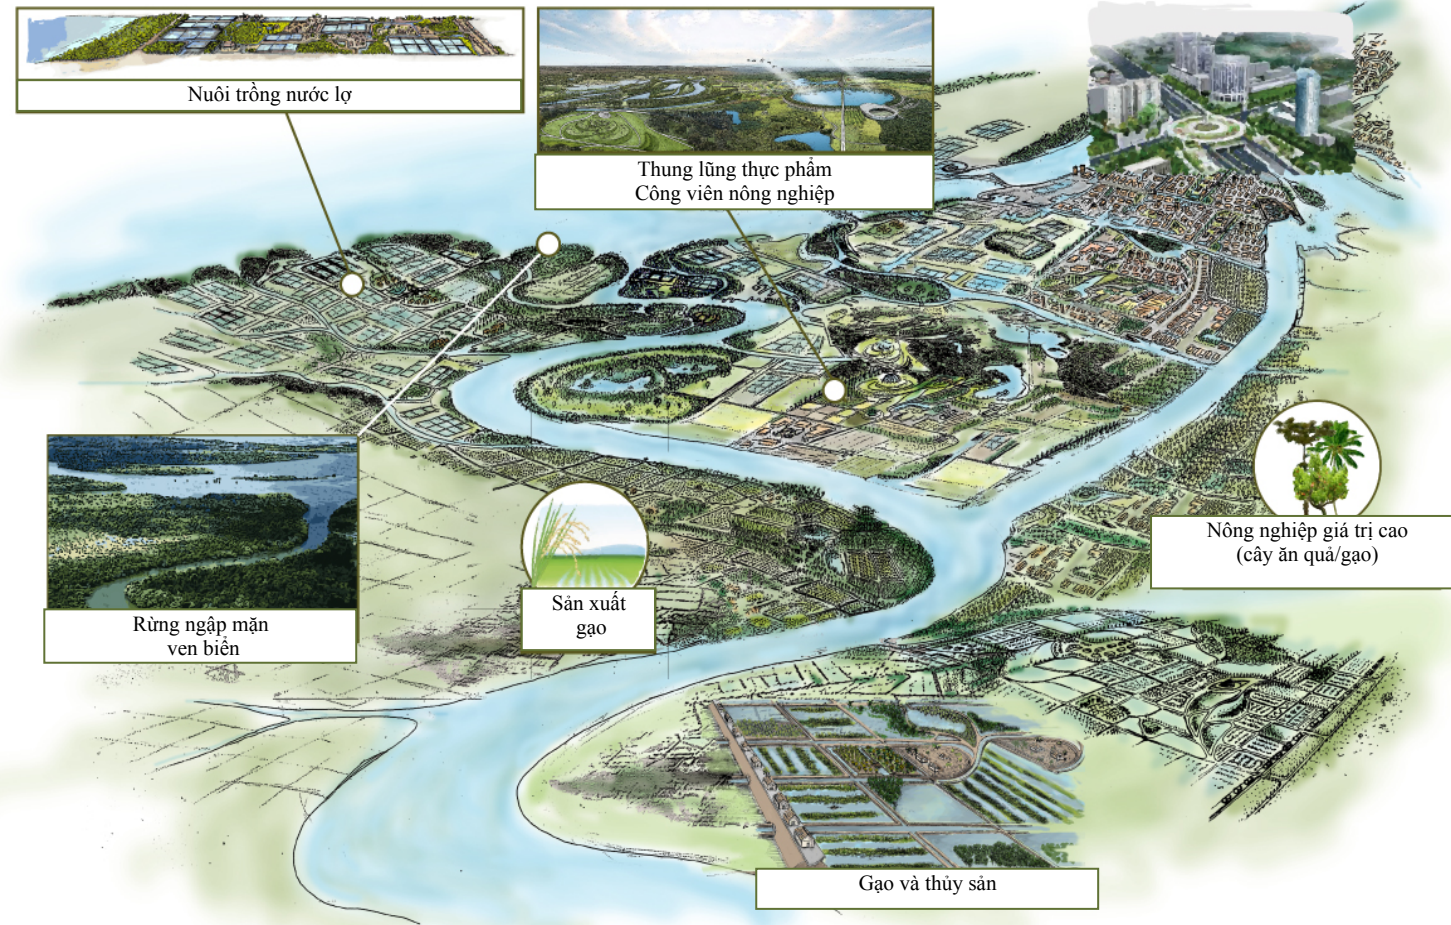 Nuôi trồng nước lợ
Thung lũng thực phẩm
Công viên nông nghiệp
Rừng ngập mặn
ven biển
Sản xuất
gạo
Nông nghiệp giá trị cao
(cây ăn quả/gạo)
Gạo và thủy sản